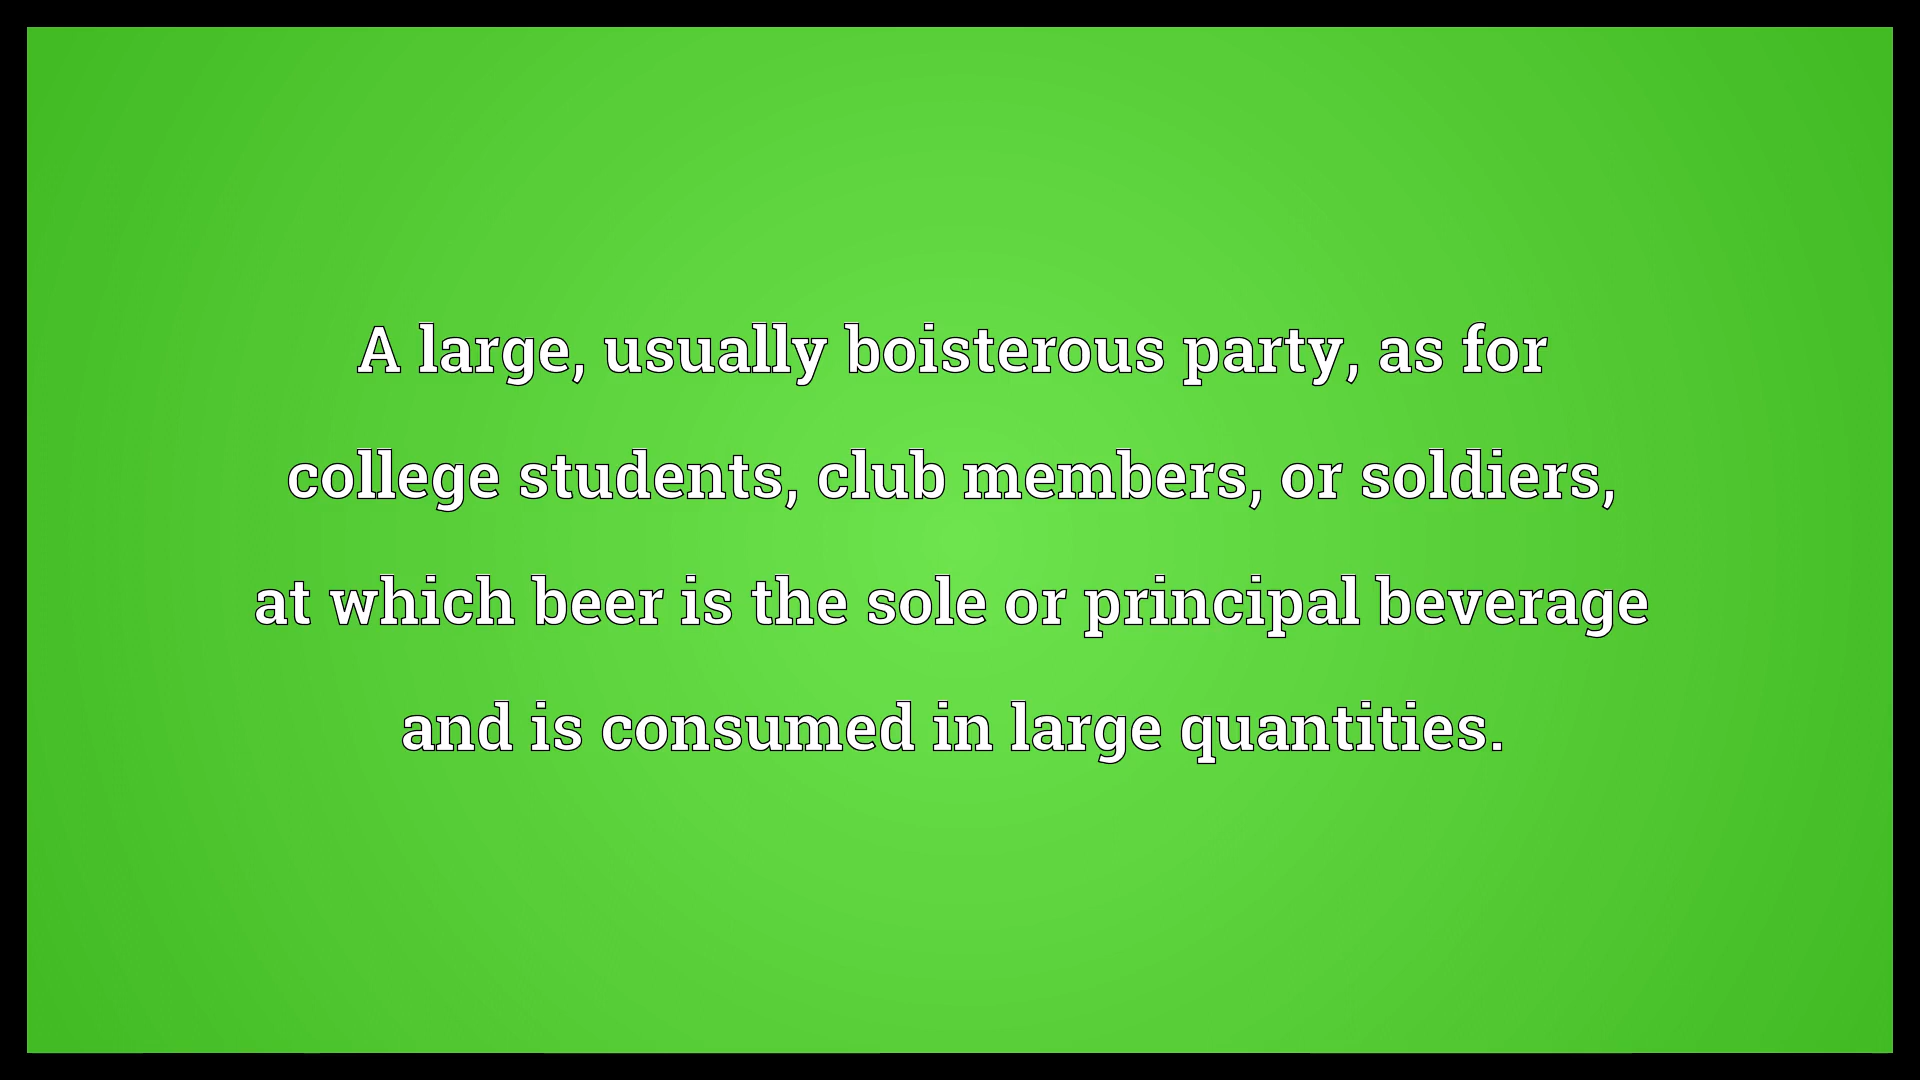 A large, usually boisterous party, as for
college students, club members, or soldiers,
at which beer is the sole or principal beverage
and is consumed in large quantities.